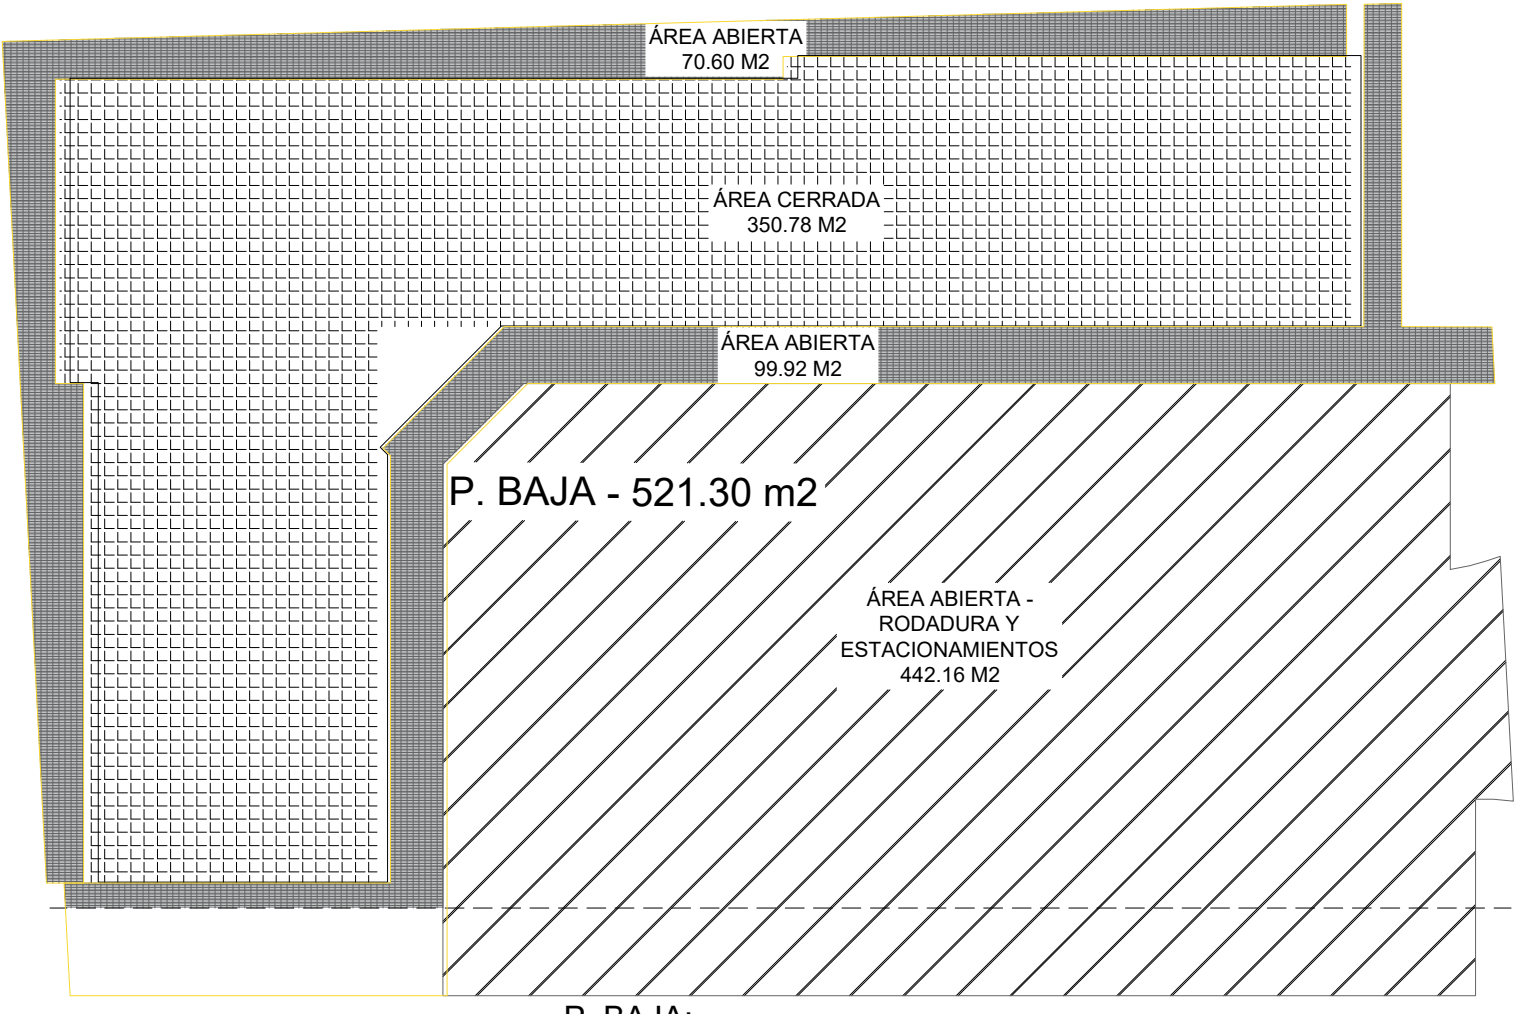 ÁREA ABIERTA
70.60 M2
ÁREA CERRADA
350.78 M2
ÁREA ABIERTA
99.92 M2
P. BAJA - 521.30 m2
ÁREA ABIERTA -
RODADURA Y
ESTACIONAMIENTOS
442.16 M2
P. BAJA: